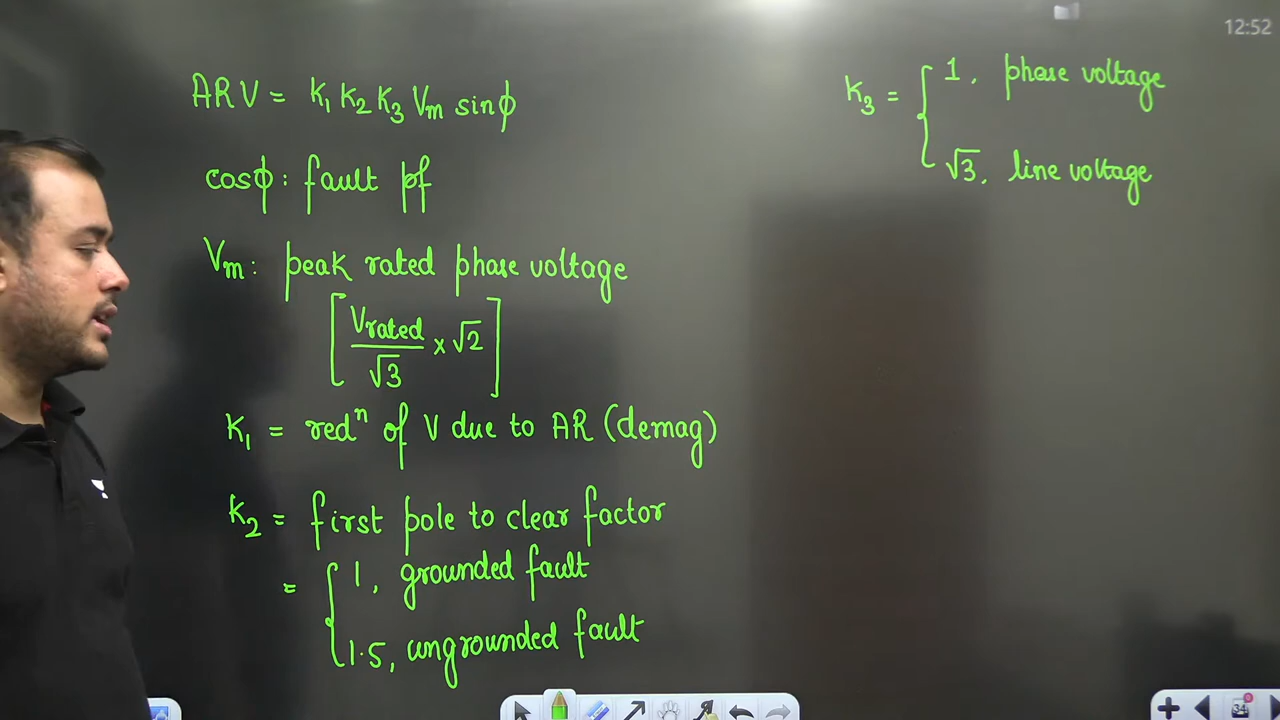 12:52
ARV = K₁ K₂ K₃ Vₘ sinϕ
cosϕ : fault pf
Vₘ : peak rated phase voltage
[ Vrated / √3 × √2 ]
K₁ = redⁿ of V due to AR (demag)
K₂ = first pole to clear factor
= { 1, grounded fault
1.5, ungrounded fault
K₃ = { 1, phase voltage
√3, line voltage
34